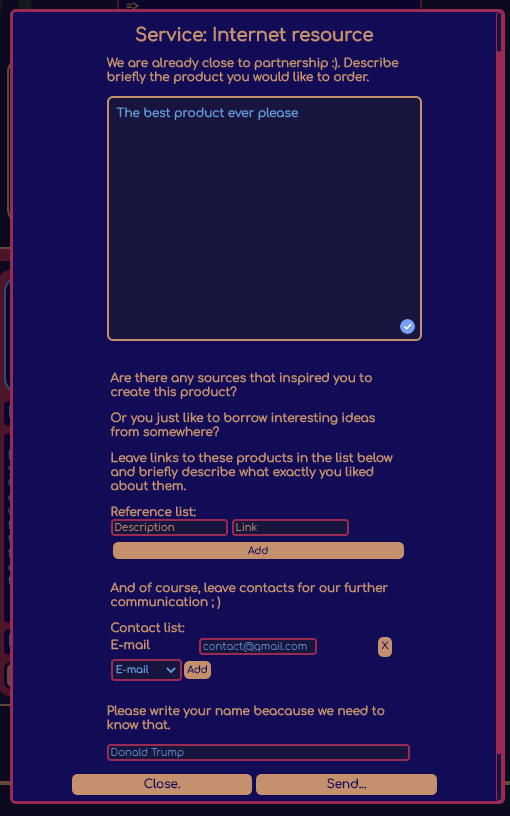 =>
Service: Internet resource
We are already close to partnership :). Describe
briefly the product you would like to order.
The best product ever please
Are there any sources that inspired you to
create this product?
Or you just like to borrow interesting ideas
from somewhere?
Leave links to these products in the list below
and briefly describe what exactly you liked
about them.
Reference list:
Description Link
Add
And of course, leave contacts for our further
communication ; )
Contact list:
E-mail contact@gmail.com X
E-mail Add
Please write your name beacause we need to
know that.
Donald Trump
Close. Send...